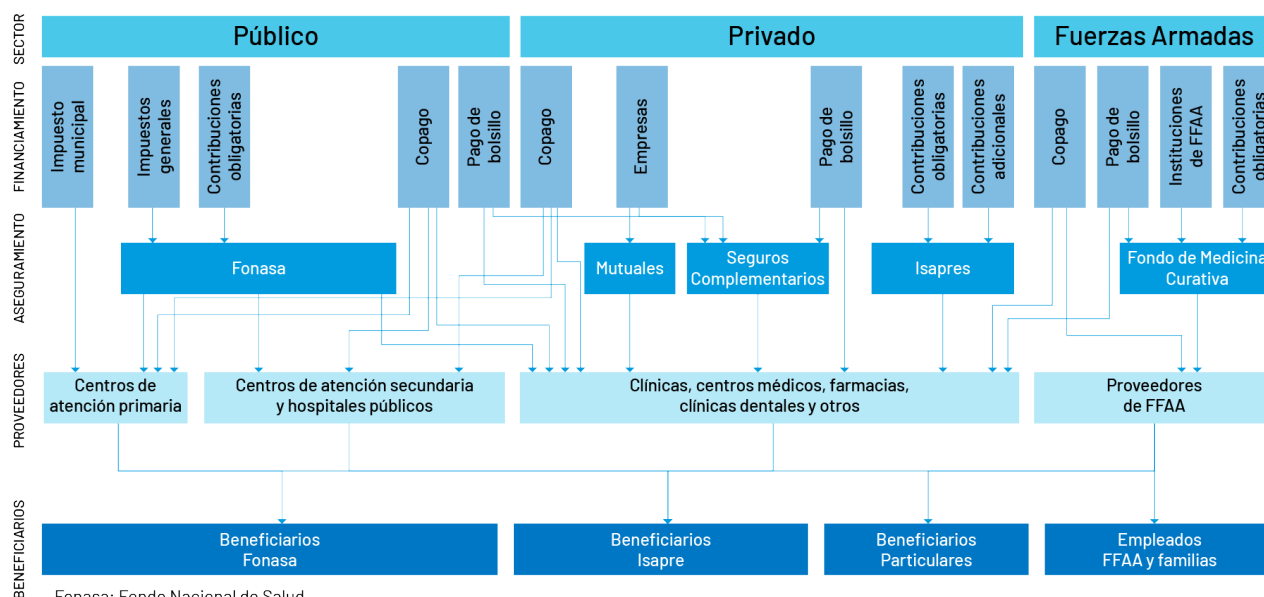 SECTOR
Público
Privado
Fuerzas Armadas
FINANCIAMIENTO
Impuesto
municipal
Impuestos
generales
Contribuciones
obligatorias
Copago
Pago de
bolsillo
Copago
Empresas
Pago de
bolsillo
Contribuciones
obligatorias
Contribuciones
adicionales
Copago
Pago de
bolsillo
Instituciones
de FFAA
Contribuciones
obligatorias
ASEGURAMIENTO
Fonasa
Mutuales
Seguros
Complementarios
Isapres
Fondo de Medicina
Curativa
PROVEEDORES
Centros de
atención primaria
Centros de atención secundaria
y hospitales públicos
Clínicas, centros médicos, farmacias,
clínicas dentales y otros
Proveedores
de FFAA
BENEFICIARIOS
Beneficiarios
Fonasa
Beneficiarios
Isapre
Beneficiarios
Particulares
Empleados
FFAA y familias
Fonasa: Fondo Nacional de Salud